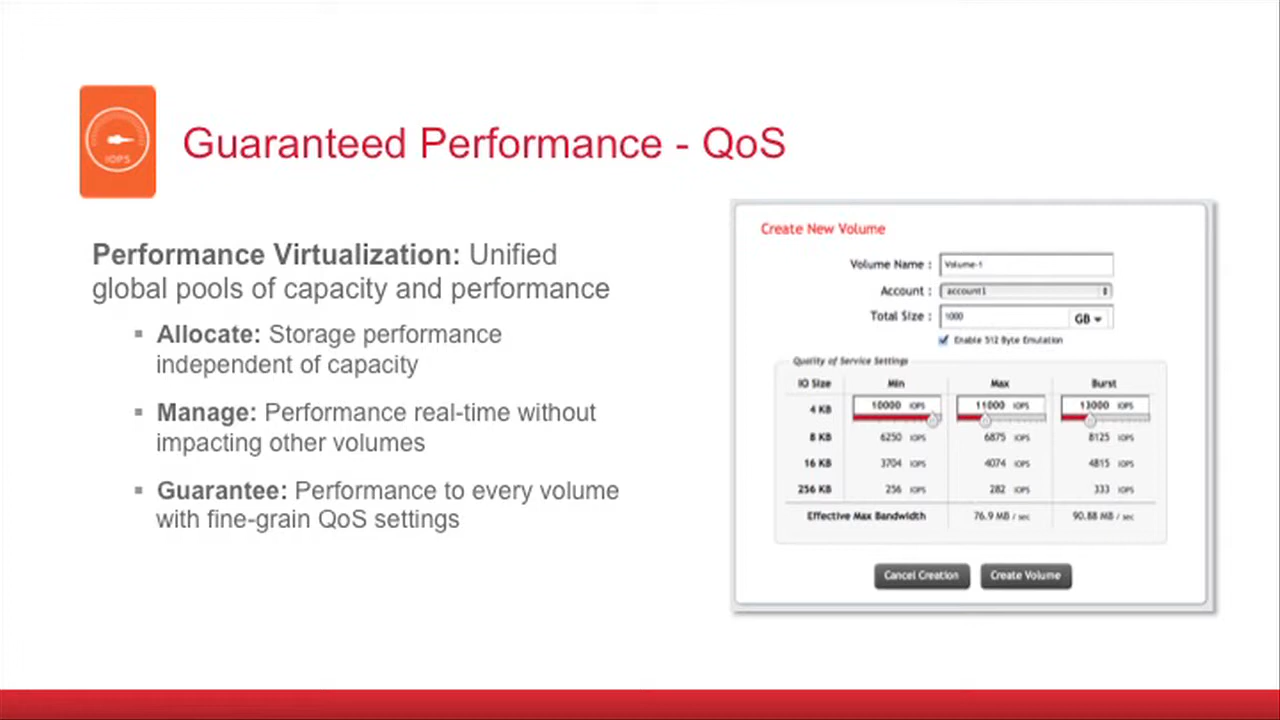 IOPS
Guaranteed Performance - QoS
Performance Virtualization: Unified
global pools of capacity and performance
▪ Allocate: Storage performance
independent of capacity
▪ Manage: Performance real-time without
impacting other volumes
▪ Guarantee: Performance to every volume
with fine-grain QoS settings
Create New Volume
Volume Name : Volume-1
Account : account1
Total Size : 1000 GB
Enable 512 Byte Emulation
Quality of Service Settings
IO Size Min Max Burst
4 KB 10000 IOPS 11000 IOPS 13000 IOPS
8 KB 6250 IOPS 6875 IOPS 8125 IOPS
16 KB 3704 IOPS 4074 IOPS 4815 IOPS
256 KB 256 IOPS 282 IOPS 333 IOPS
Effective Max Bandwidth 76.9 MB / sec 90.88 MB / sec
Cancel Creation Create Volume